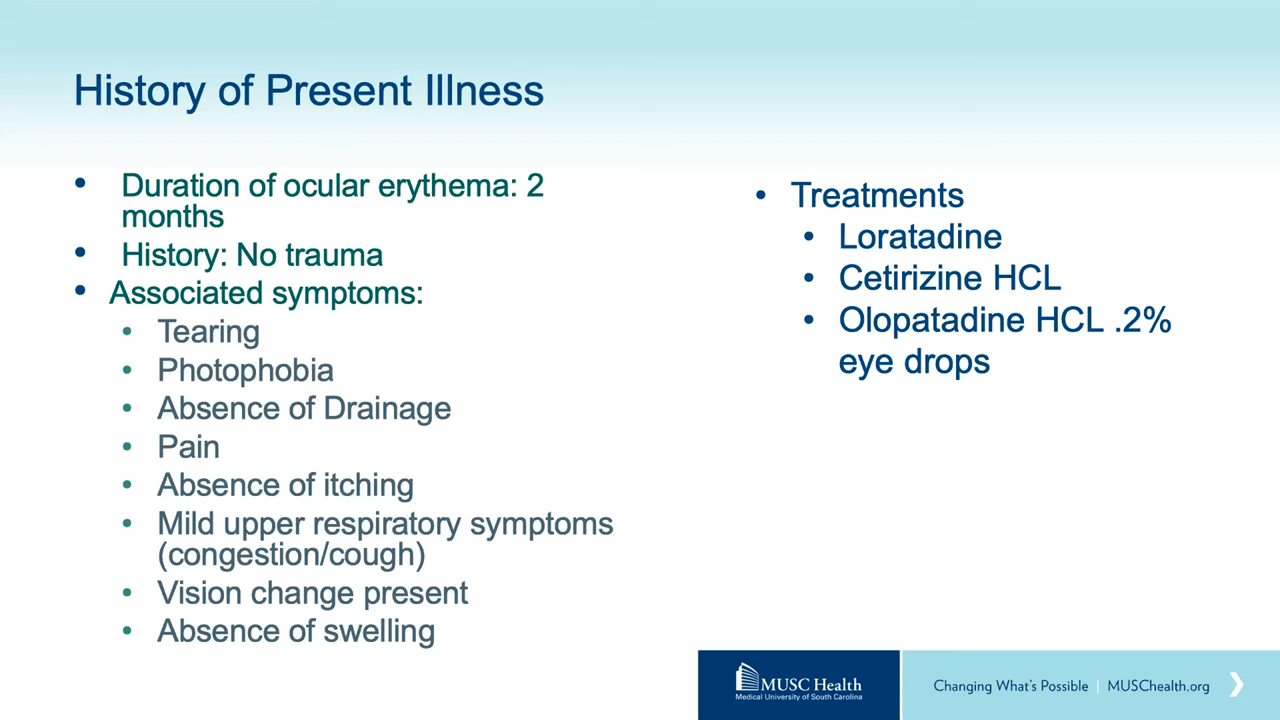 History of Present Illness
• Duration of ocular erythema: 2
months
• History: No trauma
• Associated symptoms:
• Tearing
• Photophobia
• Absence of Drainage
• Pain
• Absence of itching
• Mild upper respiratory symptoms
(congestion/cough)
• Vision change present
• Absence of swelling
• Treatments
• Loratadine
• Cetirizine HCL
• Olopatadine HCL .2%
eye drops
MUSC Health
Medical University of South Carolina
Changing What's Possible | MUSChealth.org